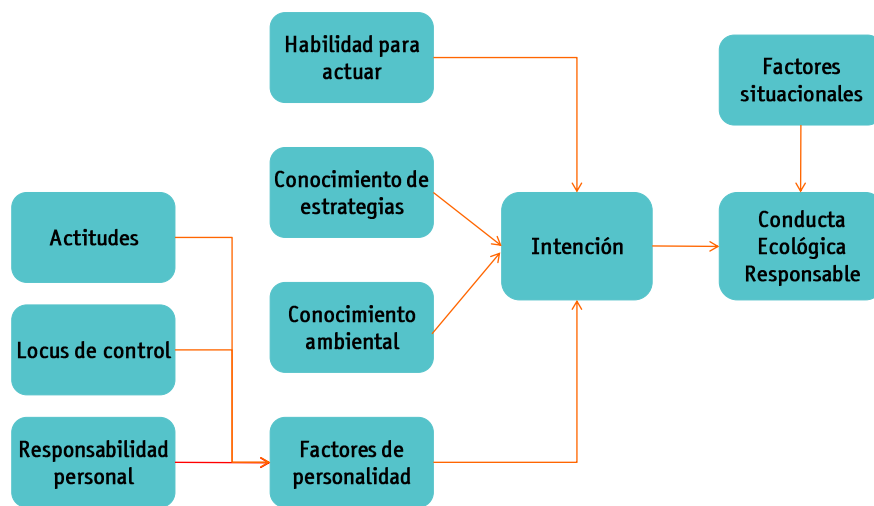 Habilidad para
actuar
Factores
situacionales
Conocimiento de
estrategias
Actitudes
Intención
Conducta
Ecológica
Responsable
Conocimiento
ambiental
Locus de control
Responsabilidad
personal
Factores de
personalidad